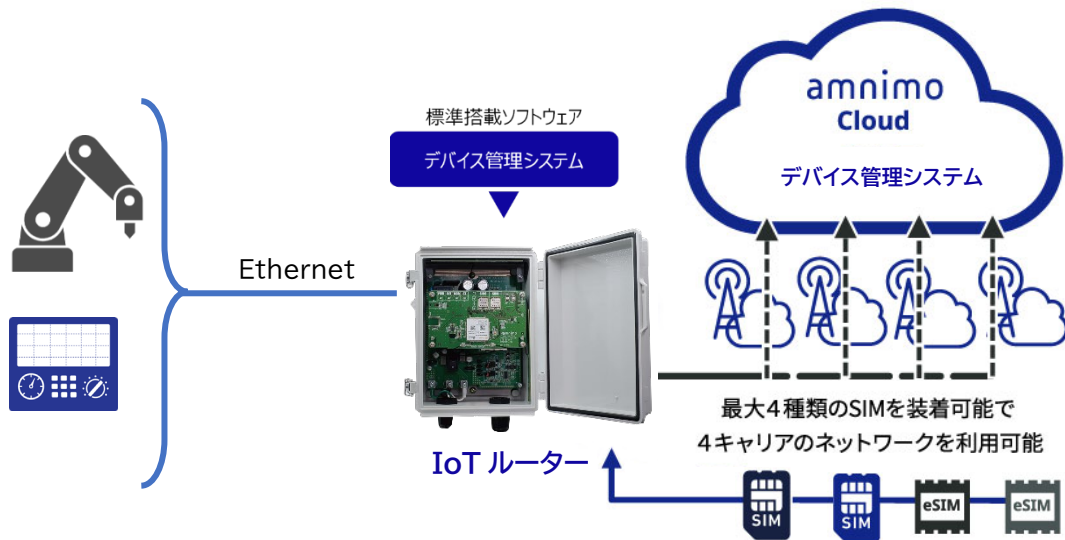 amnimo
Cloud
デバイス管理システム
標準搭載ソフトウェア
デバイス管理システム
Ethernet
IoT ルーター
最大4種類のSIMを装着可能で
4キャリアのネットワークを利用可能
SIM
SIM
eSIM
eSIM